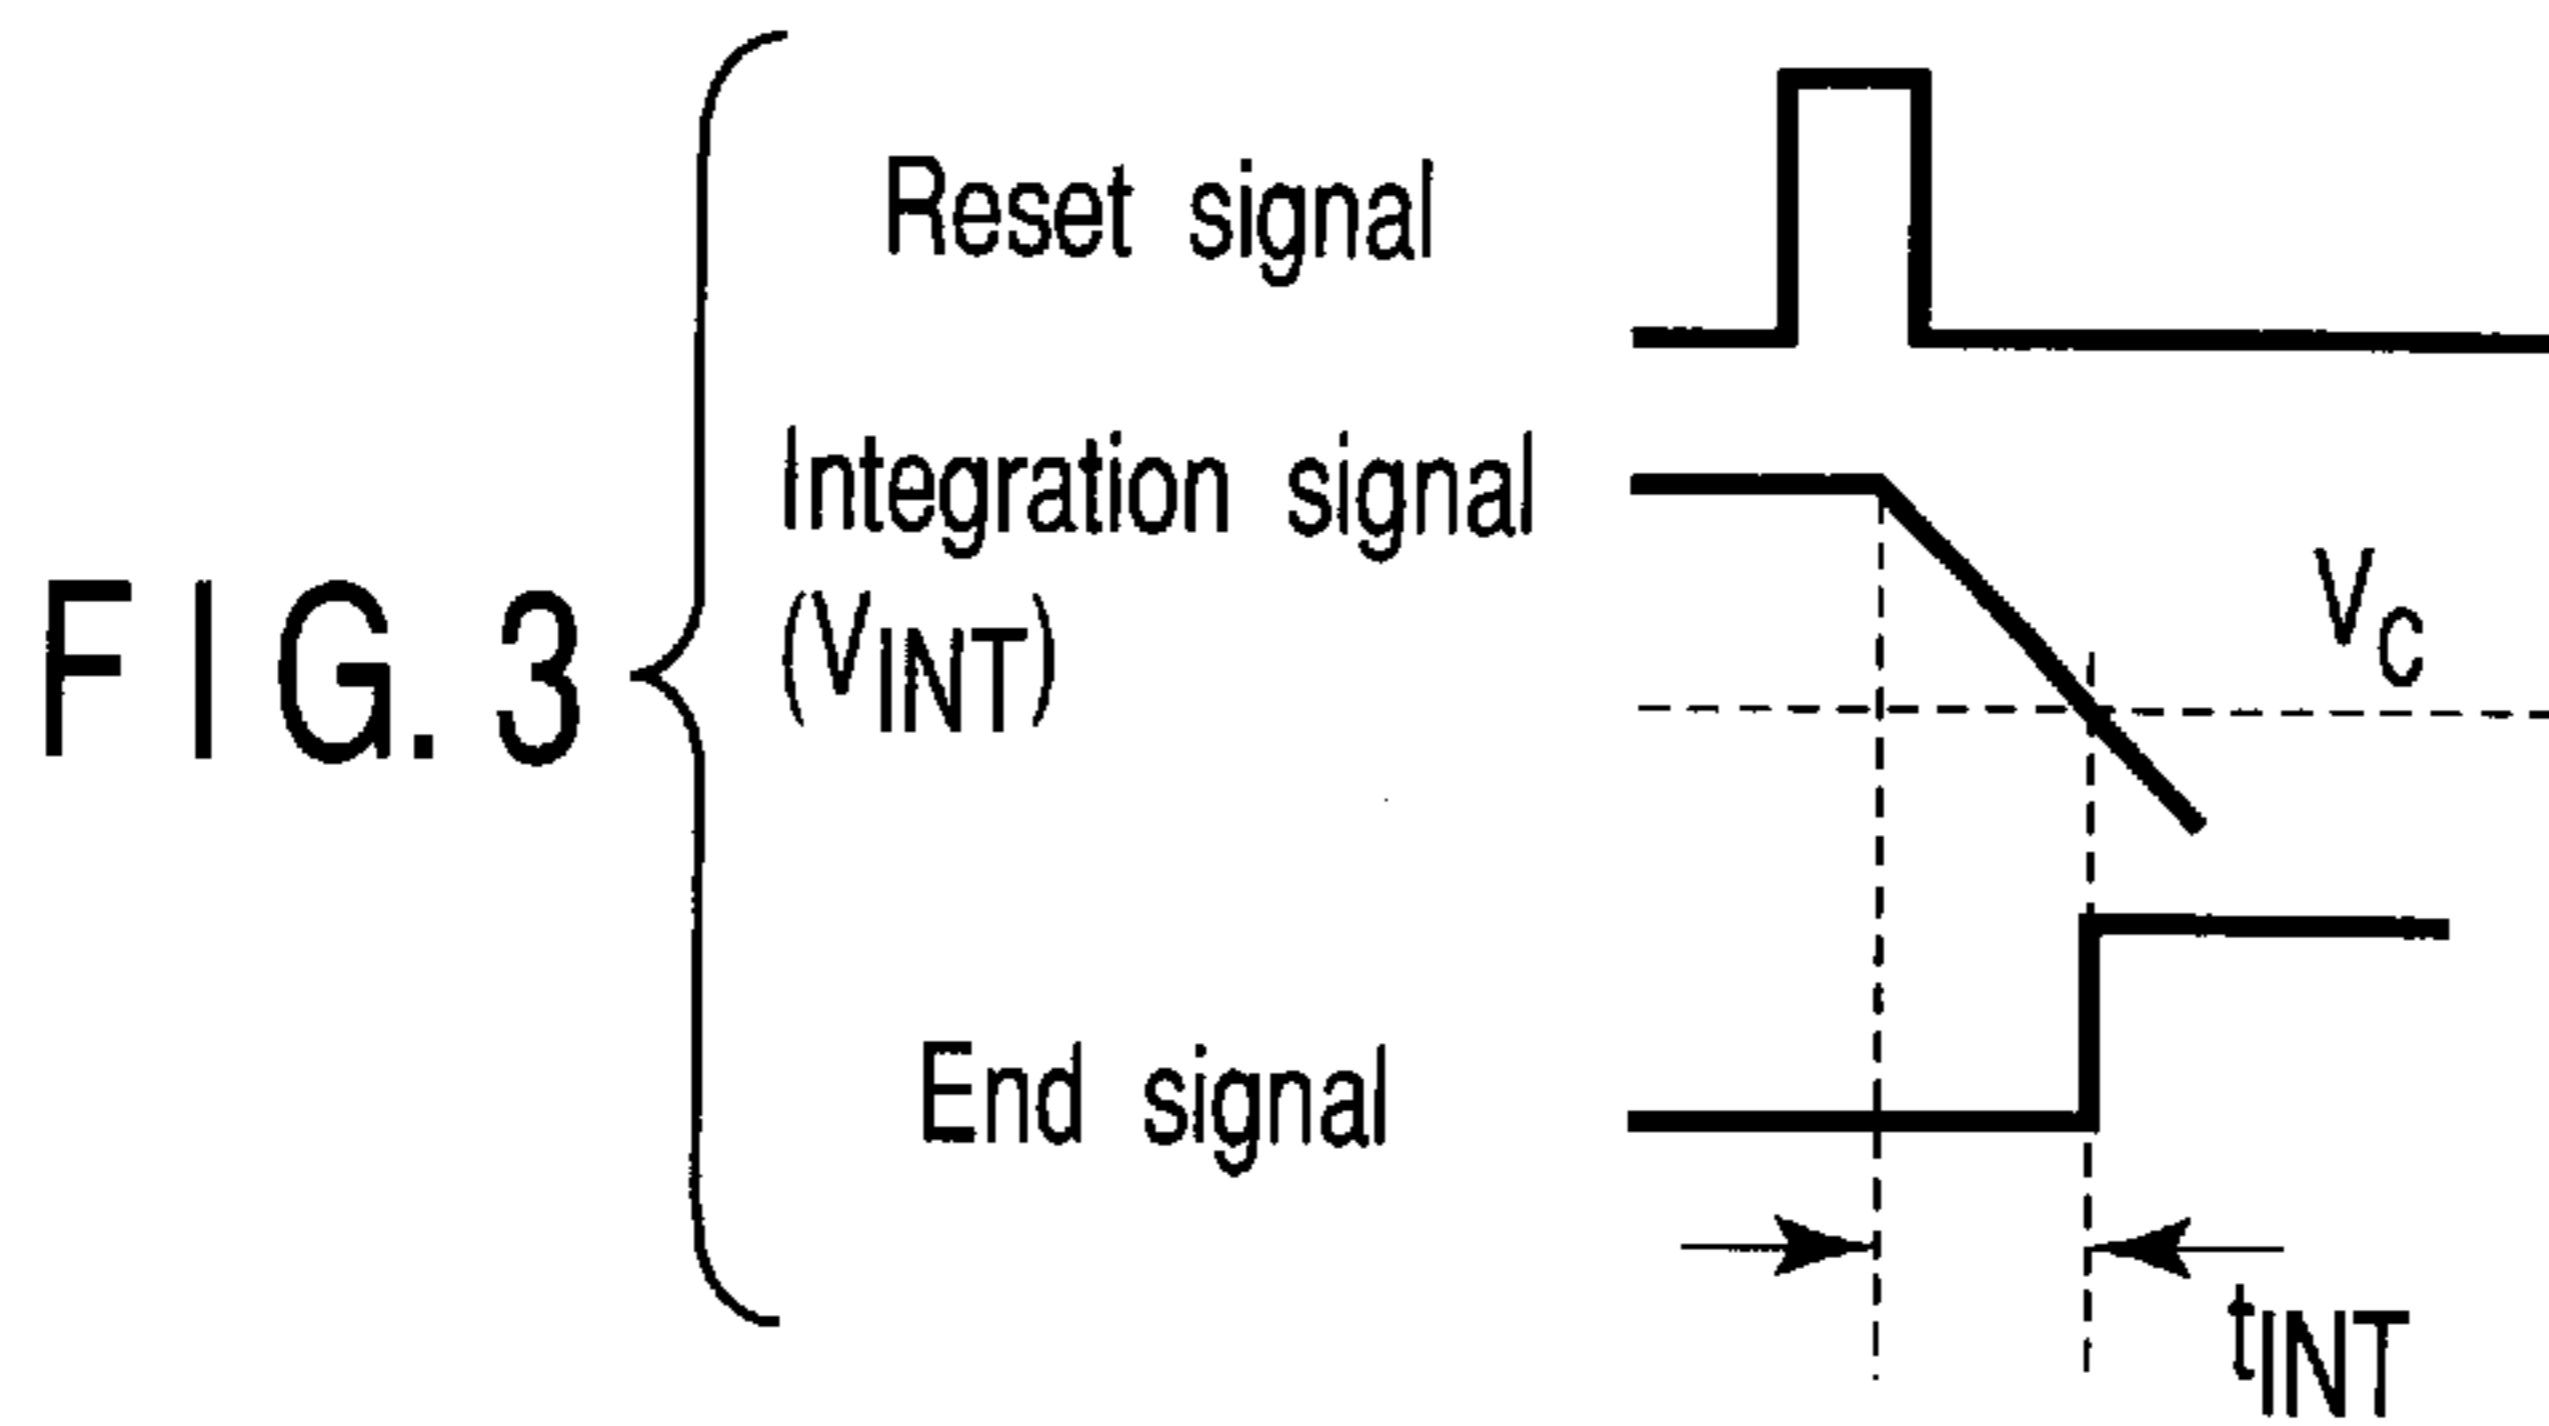 FIG. 3
Reset signal
Integration signal
(VINT)
VC
End signal
tINT